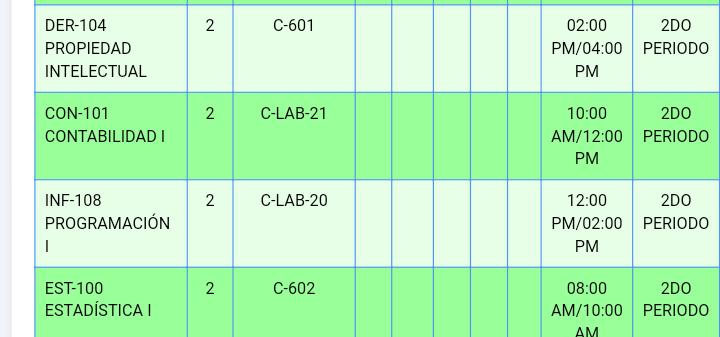 DER-104 PROPIEDAD INTELECTUAL 2 C-601 02:00 PM/04:00 PM 2DO PERIODO
CON-101 CONTABILIDAD I 2 C-LAB-21 10:00 AM/12:00 PM 2DO PERIODO
INF-108 PROGRAMACIÓN I 2 C-LAB-20 12:00 PM/02:00 PM 2DO PERIODO
EST-100 ESTADÍSTICA I 2 C-602 08:00 AM/10:00 AM 2DO PERIODO